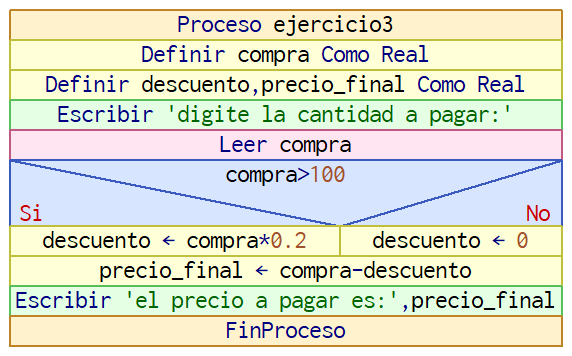 Proceso ejercicio3
Definir compra Como Real
Definir descuento,precio_final Como Real
Escribir 'digite la cantidad a pagar:'
Leer compra
compra>100
Si
No
descuento ← compra*0.2
descuento ← 0
precio_final ← compra-descuento
Escribir 'el precio a pagar es:',precio_final
FinProceso